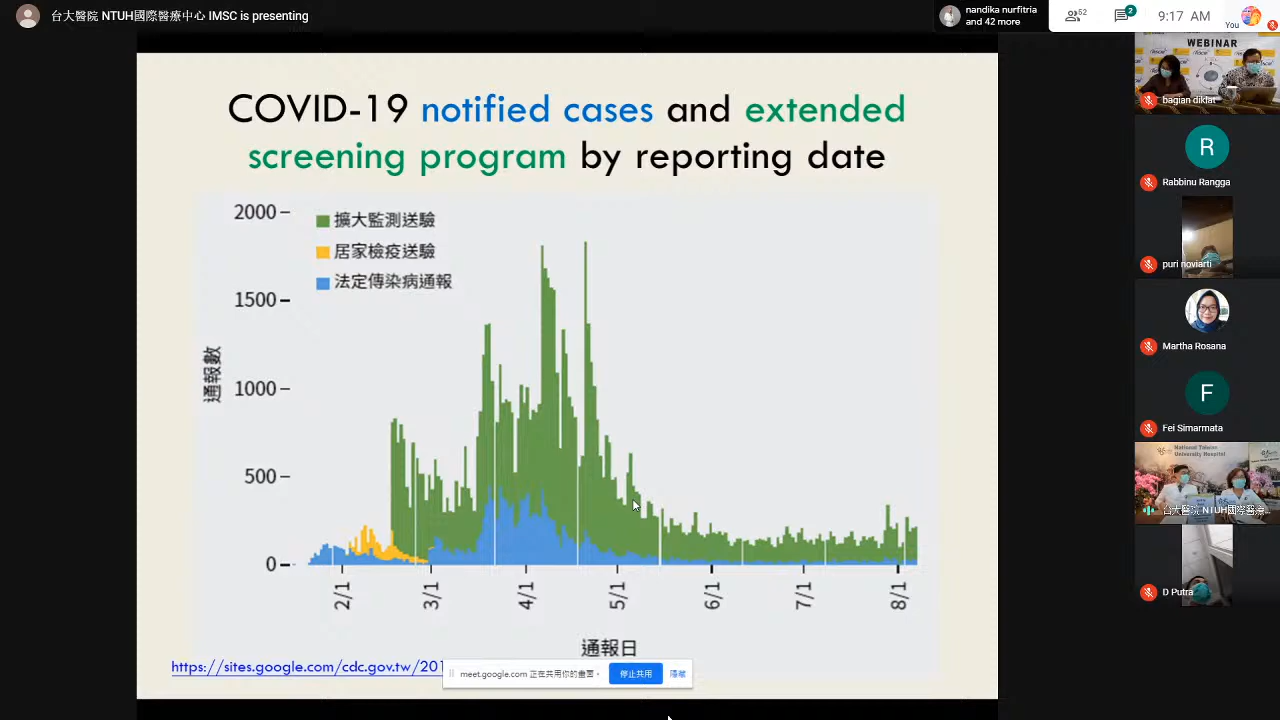 台大醫院 NTUH國際醫療中心 IMSC is presenting
nandika nurfitria
and 42 more
52
2
9:17 AM
You
COVID-19 notified cases and extended
screening program by reporting date
2000
1500
1000
500
0
通報數
擴大監測送驗
居家檢疫送驗
法定傳染病通報
2/1
3/1
4/1
5/1
6/1
7/1
8/1
通報日
https://sites.google.com/cdc.gov.tw/201
meet.google.com 正在共用你的畫面。
停止共用
隱藏
WEBINAR
bagian diklat
R
Rabbinu Rangga
puri noviarti
Martha Rosana
F
Fei Simarmata
National Taiwan
University Hospital
台大醫院 NTUH國際醫療...
D Putra